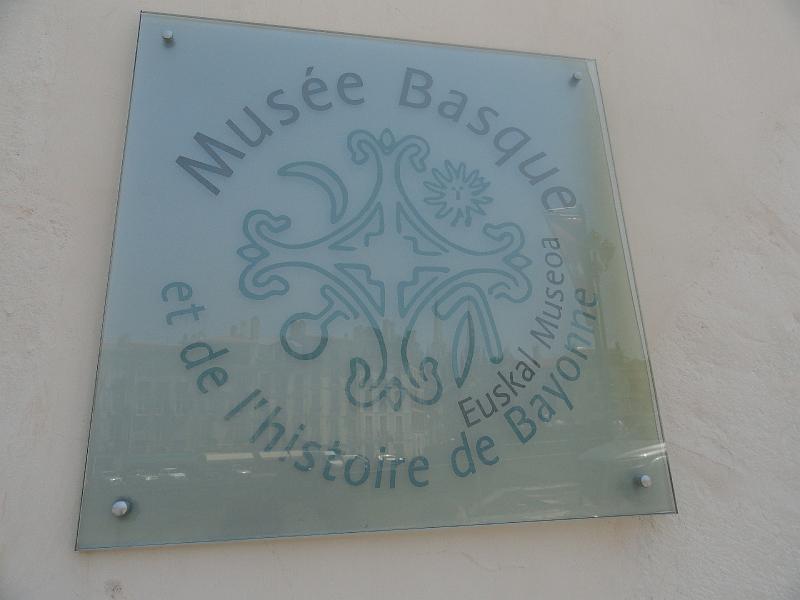 Musée Basque
et de l'histoire de Bayonne
Euskal Museoa